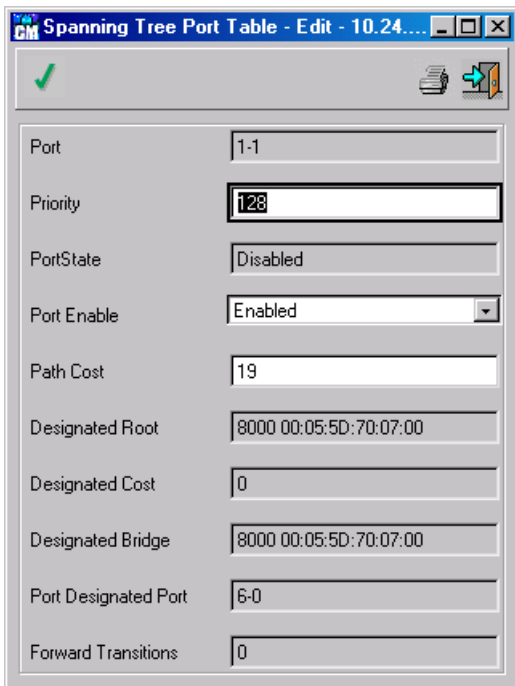 GM Spanning Tree Port Table - Edit - 10.24....
Port 1-1
Priority 128
PortState Disabled
Port Enable Enabled
Path Cost 19
Designated Root 8000 00:05:5D:70:07:00
Designated Cost 0
Designated Bridge 8000 00:05:5D:70:07:00
Port Designated Port 6-0
Forward Transitions 0